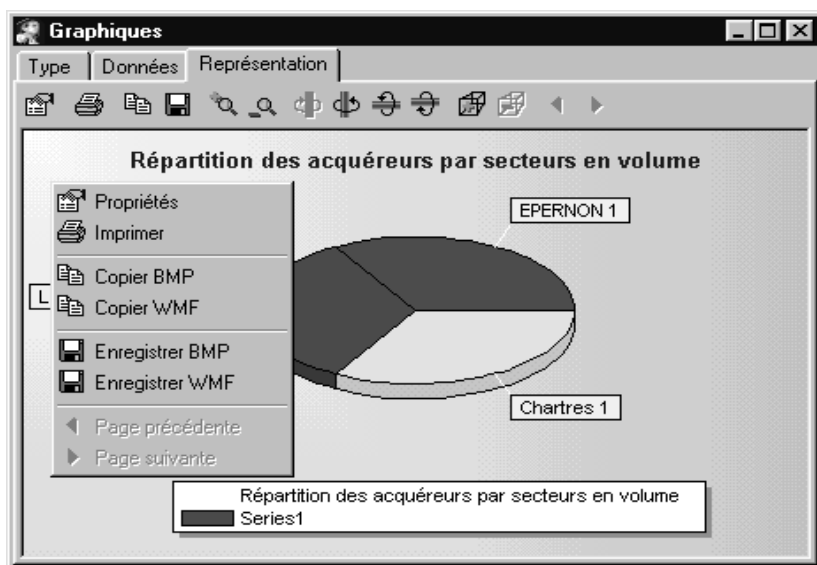 Graphiques
Type Données Représentation
Répartition des acquéreurs par secteurs en volume
Propriétés
Imprimer
Copier BMP
Copier WMF
Enregistrer BMP
Enregistrer WMF
Page précédente
Page suivante
EPERNON 1
L
Chartres 1
Répartition des acquéreurs par secteurs en volume
Series1